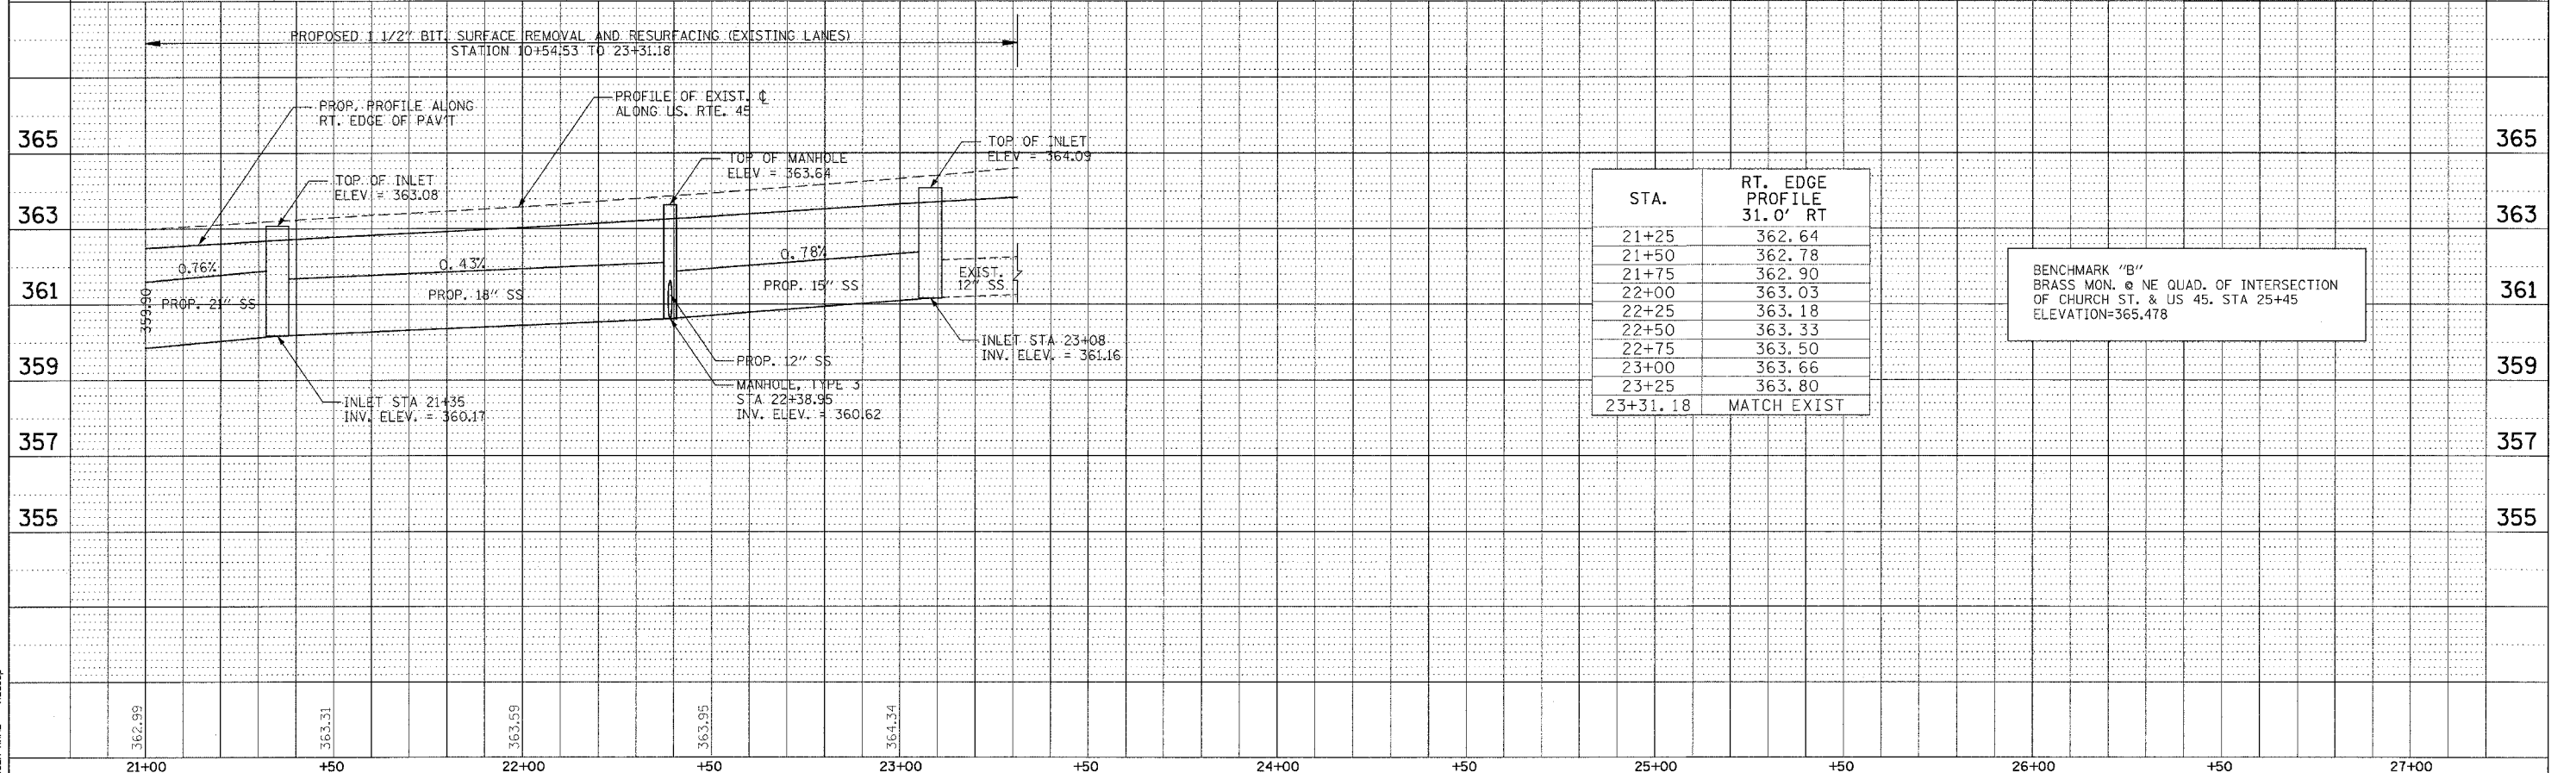 PROPOSED 1 1/2" BIT. SURFACE REMOVAL AND RESURFACING (EXISTING LANES)
STATION 10+54.53 TO 23+31.18
PROP. PROFILE ALONG
RT. EDGE OF PAV'T
PROFILE OF EXIST. ℄
ALONG US. RTE. 45
TOP OF INLET
ELEV = 363.08
TOP OF MANHOLE
ELEV = 363.64
TOP OF INLET
ELEV = 364.09
365
363
361
359
357
355
365
363
361
359
357
355
0.76%
0.43%
0.78%
359.90
PROP. 21" SS
PROP. 18" SS
PROP. 15" SS
EXIST.
12" SS
INLET STA 21+35
INV. ELEV. = 360.17
PROP. 12" SS
MANHOLE, TYPE 3
STA 22+38.95
INV. ELEV. = 360.62
INLET STA 23+08
INV. ELEV. = 361.16
STA. RT. EDGE
PROFILE
31.0' RT
21+25 362.64
21+50 362.78
21+75 362.90
22+00 363.03
22+25 363.18
22+50 363.33
22+75 363.50
23+00 363.66
23+25 363.80
23+31.18 MATCH EXIST
BENCHMARK "B"
BRASS MON. @ NE QUAD. OF INTERSECTION
OF CHURCH ST. & US 45. STA 25+45
ELEVATION=365.478
362.99
363.31
363.59
363.95
364.34
21+00 +50 22+00 +50 23+00 +50 24+00 +50 25+00 +50 26+00 +50 27+00